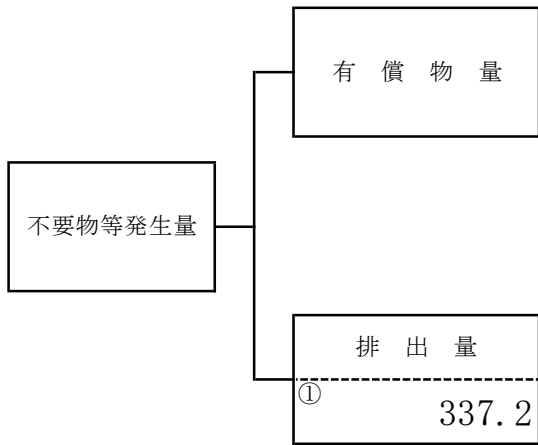 有　償　物　量
不要物等発生量
排　出　量
①
337.2